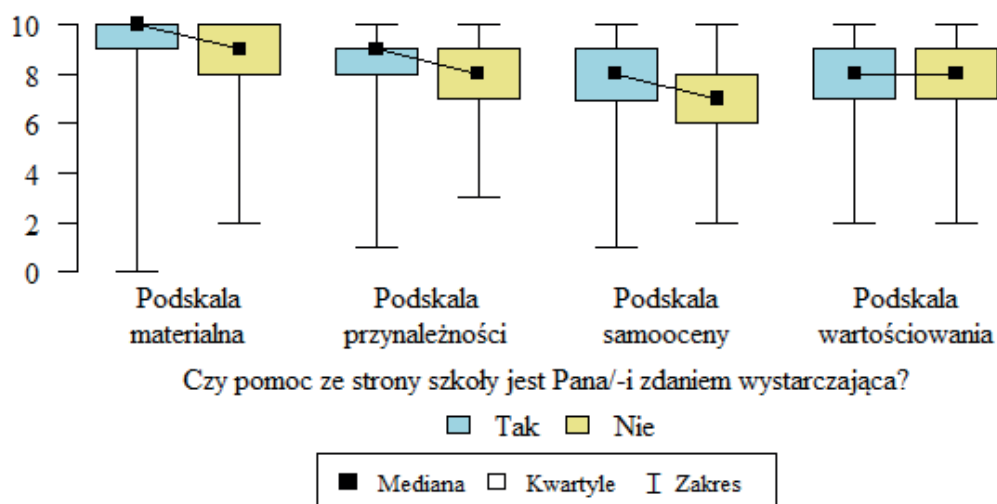 10
8
6
4
2
0
Podskala materialna
Podskala przynależności
Podskala samooceny
Podskala wartościowania
Czy pomoc ze strony szkoły jest Pana/-i zdaniem wystarczająca?
Tak Nie
Mediana Kwartyle Zakres